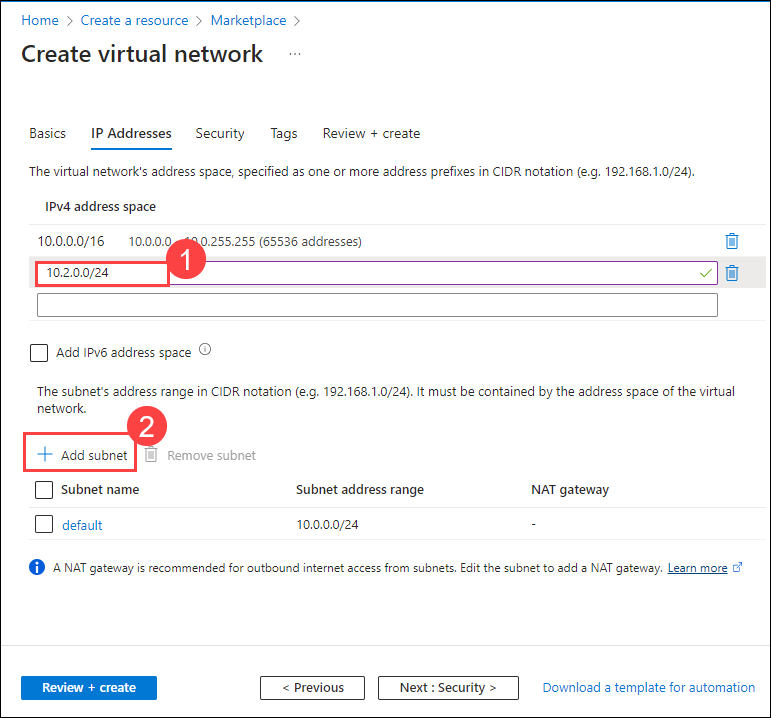 Home > Create a resource > Marketplace >
Create virtual network ...
Basics IP Addresses Security Tags Review + create
The virtual network's address space, specified as one or more address prefixes in CIDR notation (e.g. 192.168.1.0/24).
IPv4 address space
10.0.0.0/16 10.0.0.0 .0.255.255 (65536 addresses)
1
10.2.0.0/24
Add IPv6 address space
The subnet's address range in CIDR notation (e.g. 192.168.1.0/24). It must be contained by the address space of the virtual
network.
2
+ Add subnet Remove subnet
Subnet name Subnet address range NAT gateway
default 10.0.0.0/24 -
A NAT gateway is recommended for outbound internet access from subnets. Edit the subnet to add a NAT gateway. Learn more
Review + create < Previous Next : Security > Download a template for automation